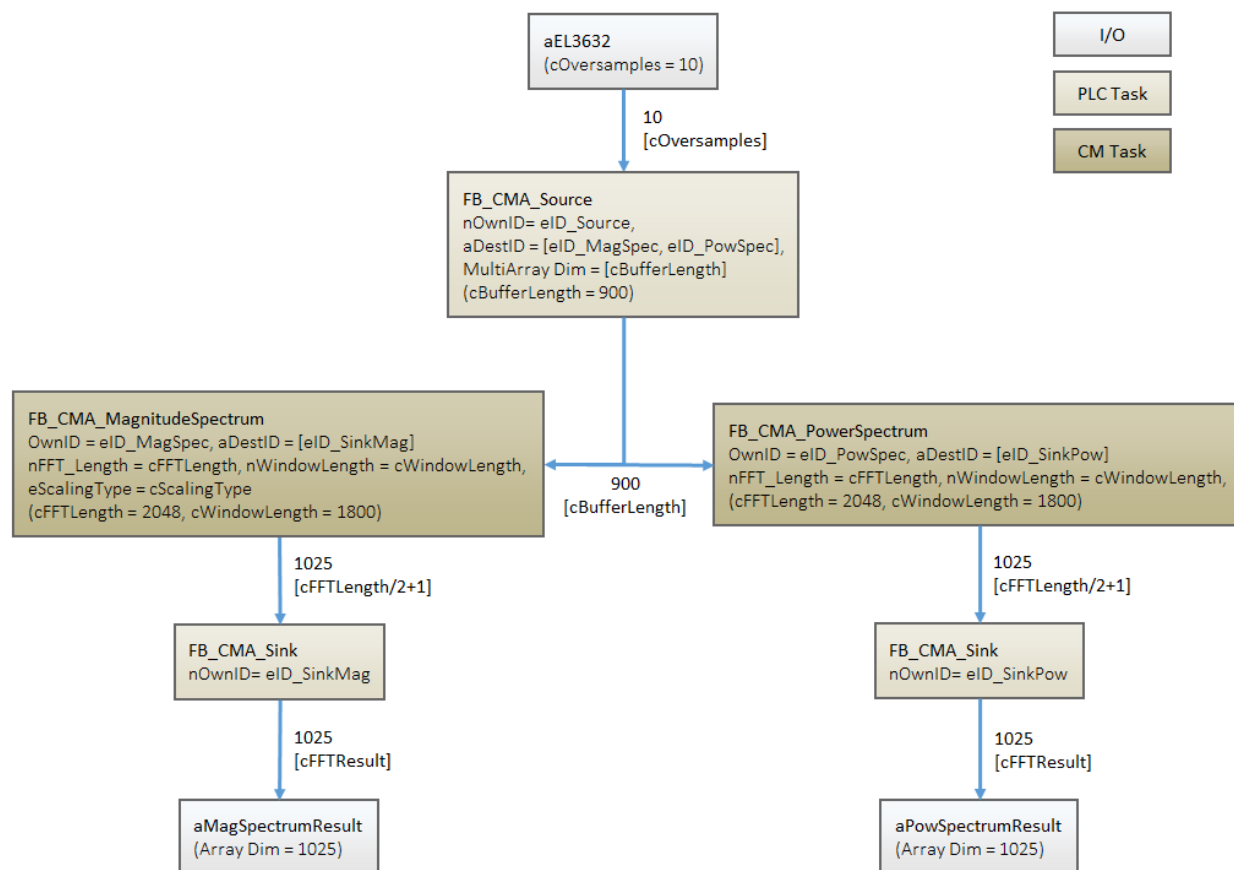 aEL3632
(cOversamples = 10)
I/O
PLC Task
CM Task
10
[cOversamples]
FB_CMA_Source
nOwnID= eID_Source,
aDestID = [eID_MagSpec, eID_PowSpec],
MultiArray Dim = [cBufferLength]
(cBufferLength = 900)
FB_CMA_MagnitudeSpectrum
OwnID = eID_MagSpec, aDestID = [eID_SinkMag]
nFFT_Length = cFFTLength, nWindowLength = cWindowLength,
eScalingType = cScalingType
(cFFTLength = 2048, cWindowLength = 1800)
900
[cBufferLength]
FB_CMA_PowerSpectrum
OwnID = eID_PowSpec, aDestID = [eID_SinkPow]
nFFT_Length = cFFTLength, nWindowLength = cWindowLength,
(cFFTLength = 2048, cWindowLength = 1800)
1025
[cFFTLength/2+1]
1025
[cFFTLength/2+1]
FB_CMA_Sink
nOwnID= eID_SinkMag
FB_CMA_Sink
nOwnID= eID_SinkPow
1025
[cFFTResult]
1025
[cFFTResult]
aMagSpectrumResult
(Array Dim = 1025)
aPowSpectrumResult
(Array Dim = 1025)